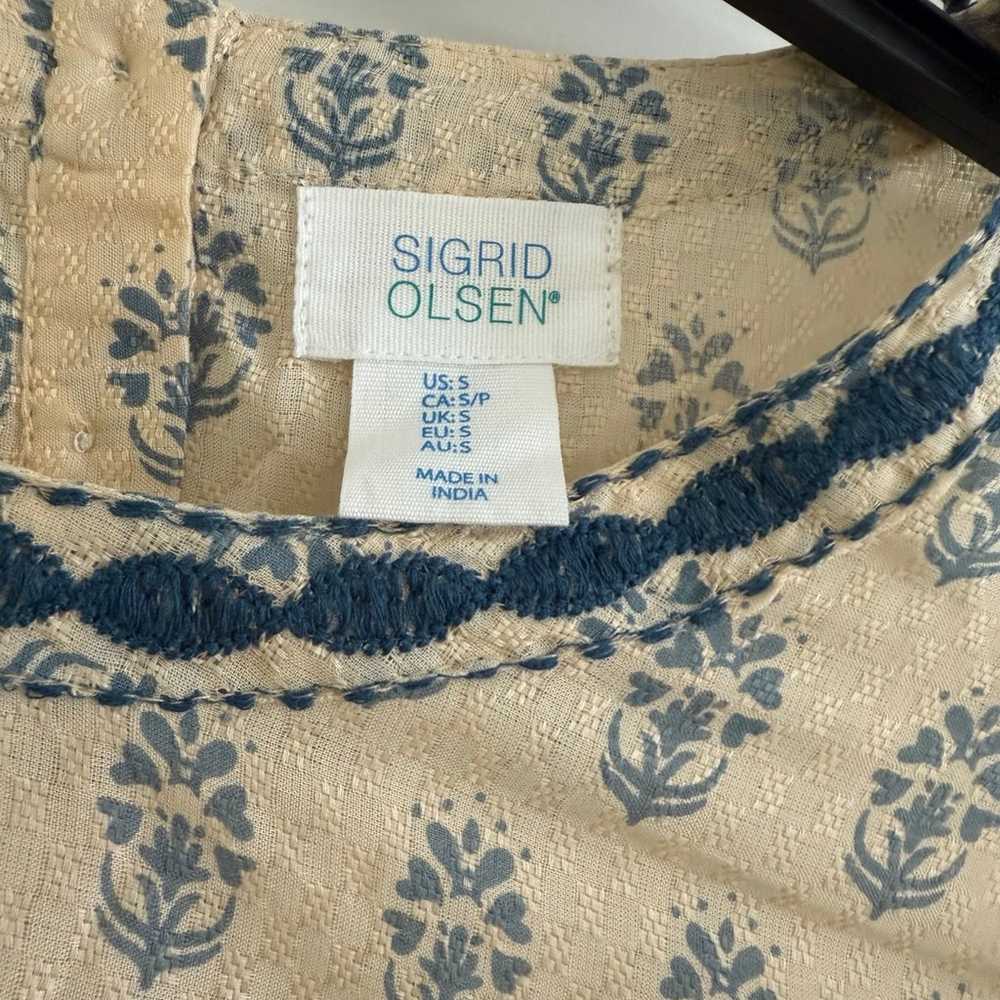 SIGRID
OLSEN®
US: S
CA: S/P
UK: S
EU: S
AU: S
MADE IN
INDIA